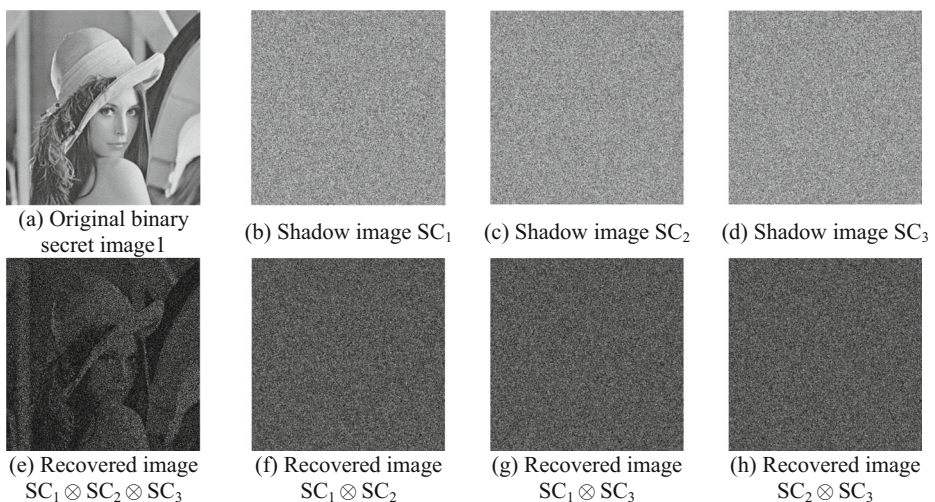 (a) Original binary
secret image1
(b) Shadow image SC₁
(c) Shadow image SC₂
(d) Shadow image SC₃
(e) Recovered image
SC₁ ⊗ SC₂ ⊗ SC₃
(f) Recovered image
SC₁ ⊗ SC₂
(g) Recovered image
SC₁ ⊗ SC₃
(h) Recovered image
SC₂ ⊗ SC₃